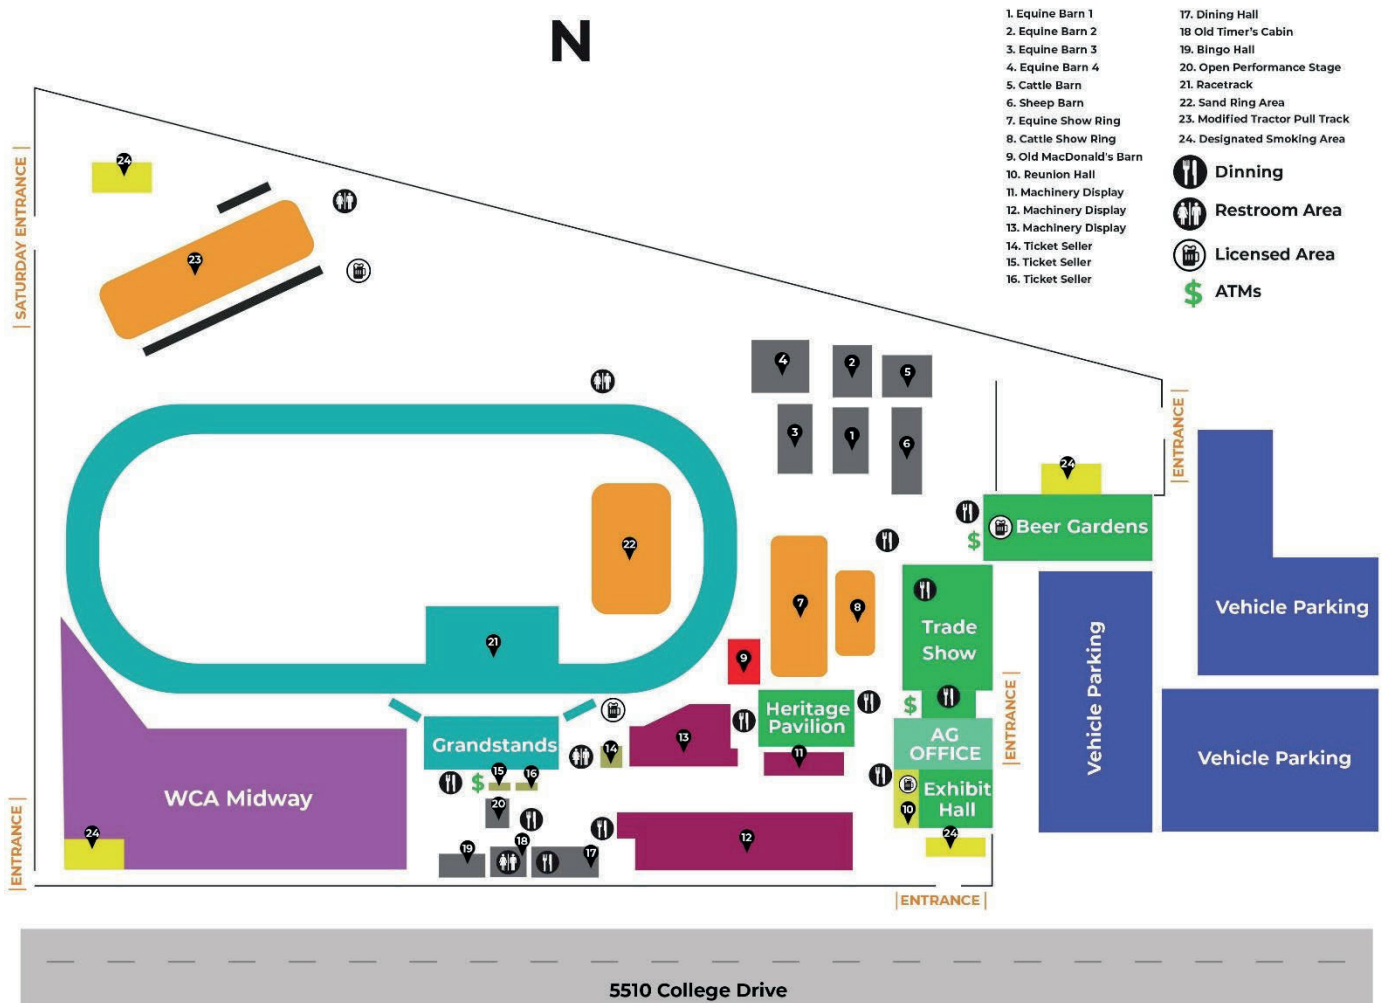 N
1. Equine Barn 1
2. Equine Barn 2
3. Equine Barn 3
4. Equine Barn 4
5. Cattle Barn
6. Sheep Barn
7. Equine Show Ring
8. Cattle Show Ring
9. Old MacDonald's Barn
10. Reunion Hall
11. Machinery Display
12. Machinery Display
13. Machinery Display
14. Ticket Seller
15. Ticket Seller
16. Ticket Seller
17. Dining Hall
18 Old Timer's Cabin
19. Bingo Hall
20. Open Performance Stage
21. Racetrack
22. Sand Ring Area
23. Modified Tractor Pull Track
24. Designated Smoking Area
Dinning
Restroom Area
Licensed Area
$ ATMs
|SATURDAY ENTRANCE|
24
23
4
2
5
3
1
6
|ENTRANCE|
24
Beer Gardens
$
22
7
8
Trade
Show
Vehicle Parking
Vehicle Parking
21
9
$
Heritage
Pavilion
AG
OFFICE
|ENTRANCE|
Grandstands
14
13
11
Vehicle Parking
WCA Midway
$
15
16
20
10
Exhibit
Hall
24
|ENTRANCE|
19
18
17
12
24
|ENTRANCE|
5510 College Drive